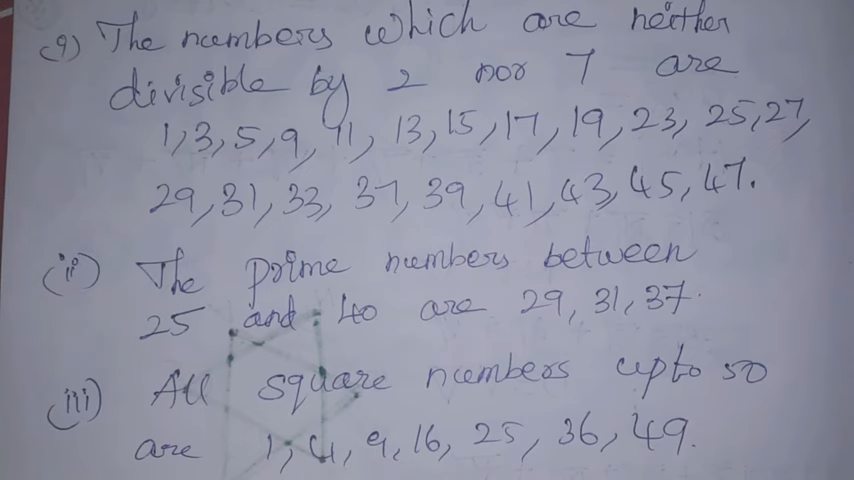 (i) The numbers which are neither
divisible by 2 nor 7 are
1, 3, 5, 9, 11, 13, 15, 17, 19, 23, 25, 27,
29, 31, 33, 37, 39, 41, 43, 45, 47.
(ii) The prime numbers between
25 and 40 are 29, 31, 37.
(iii) All square numbers upto 50
are 1, 4, 9, 16, 25, 36, 49.